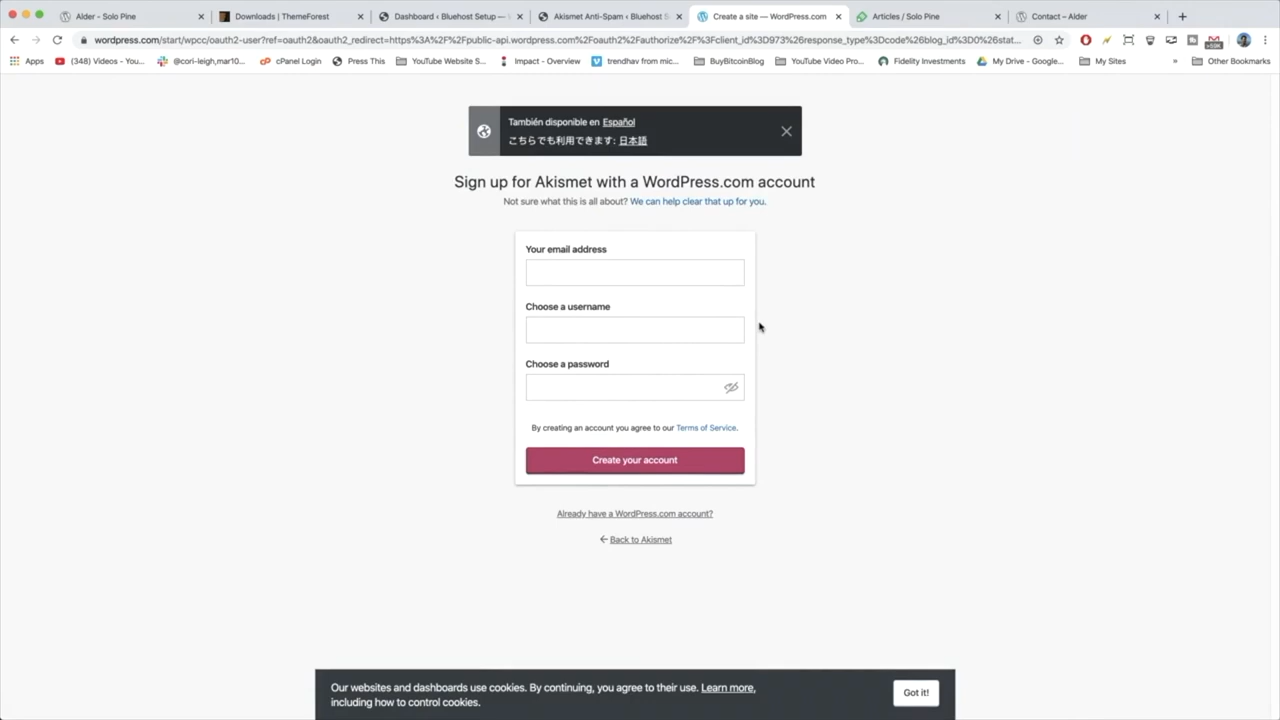 Alder - Solo Pine
Downloads | ThemeForest
Dashboard ‹ Bluehost Setup — W
Akismet Anti-Spam ‹ Bluehost S
Create a site — WordPress.com
Articles / Solo Pine
Contact – Alder
wordpress.com/start/wpcc/oauth2-user?ref=oauth2&oauth2_redirect=https%3A%2F%2Fpublic-api.wordpress.com%2Foauth2%2Fauthorize%2F%3Fclient_id%3D973%26response_type%3Dcode%26blog_id%3D0%26stat...
Apps
(348) Videos - You...
@cori-leigh,mar10...
cPanel Login
Press This
YouTube Website S...
Impact - Overview
trendhav from mic...
BuyBitcoinBlog
YouTube Video Pro...
Fidelity Investments
My Drive - Google...
My Sites
»
Other Bookmarks
También disponible en Español
こちらでも利用できます: 日本語
Sign up for Akismet with a WordPress.com account
Not sure what this is all about? We can help clear that up for you.
Your email address
Choose a username
Choose a password
By creating an account you agree to our Terms of Service.
Create your account
Already have a WordPress.com account?
← Back to Akismet
Our websites and dashboards use cookies. By continuing, you agree to their use. Learn more,
including how to control cookies.
Got it!